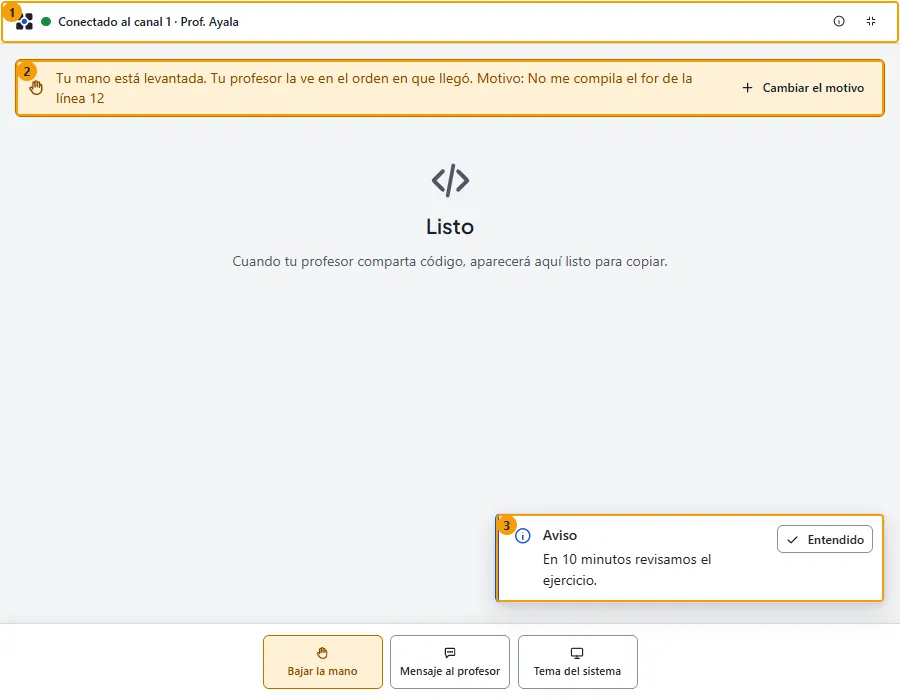 1
Conectado al canal 1 · Prof. Ayala
2
Tu mano está levantada. Tu profesor la ve en el orden en que llegó. Motivo: No me compila el for de la
línea 12
Cambiar el motivo
Listo
Cuando tu profesor comparta código, aparecerá aquí listo para copiar.
3
Aviso
Entendido
En 10 minutos revisamos el
ejercicio.
Bajar la mano
Mensaje al profesor
Tema del sistema